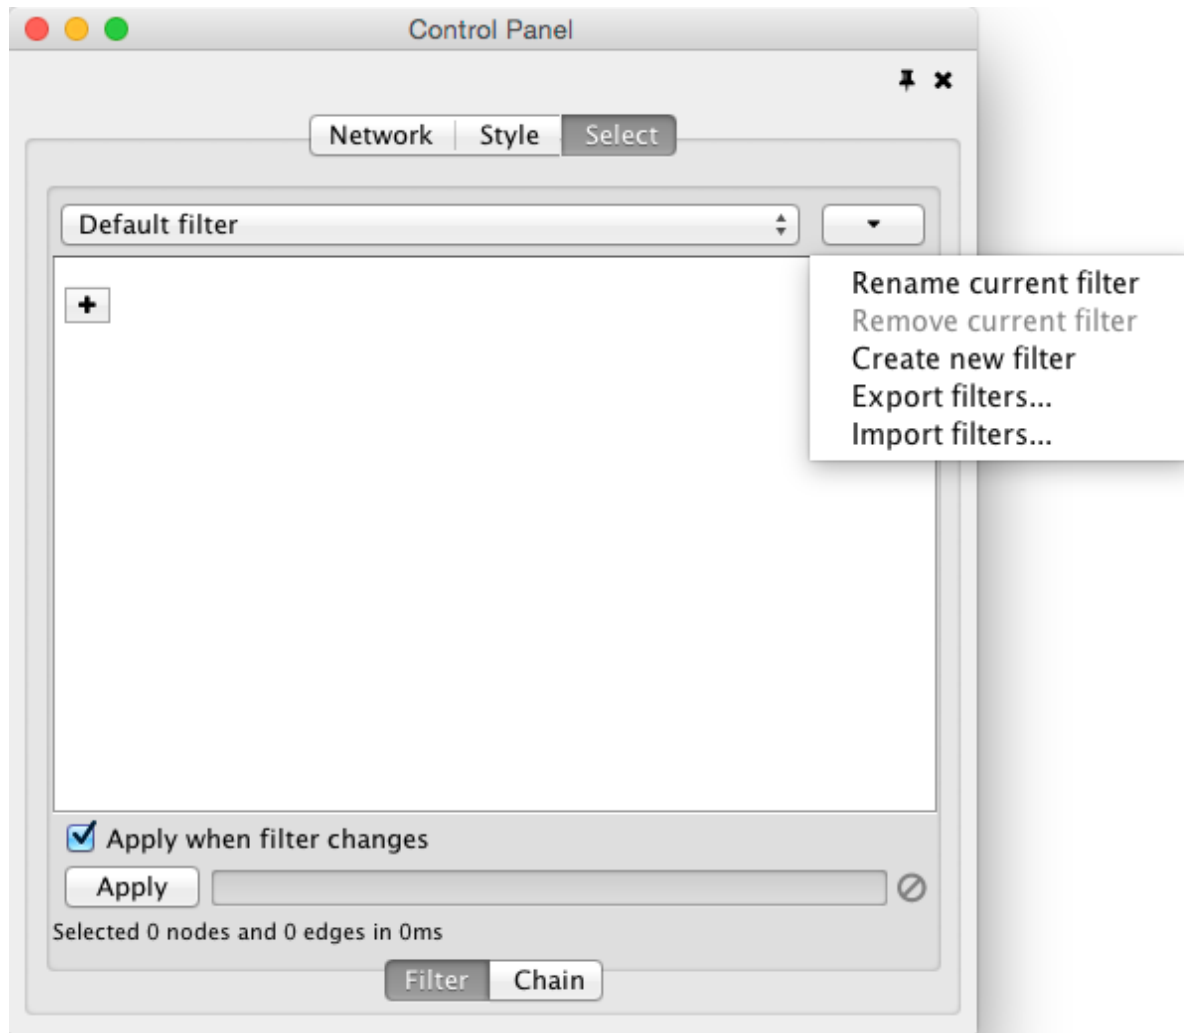 Control Panel
Network Style Select
Default filter
Rename current filter
Remove current filter
Create new filter
Export filters...
Import filters...
Apply when filter changes
Apply
Selected 0 nodes and 0 edges in 0ms
Filter Chain